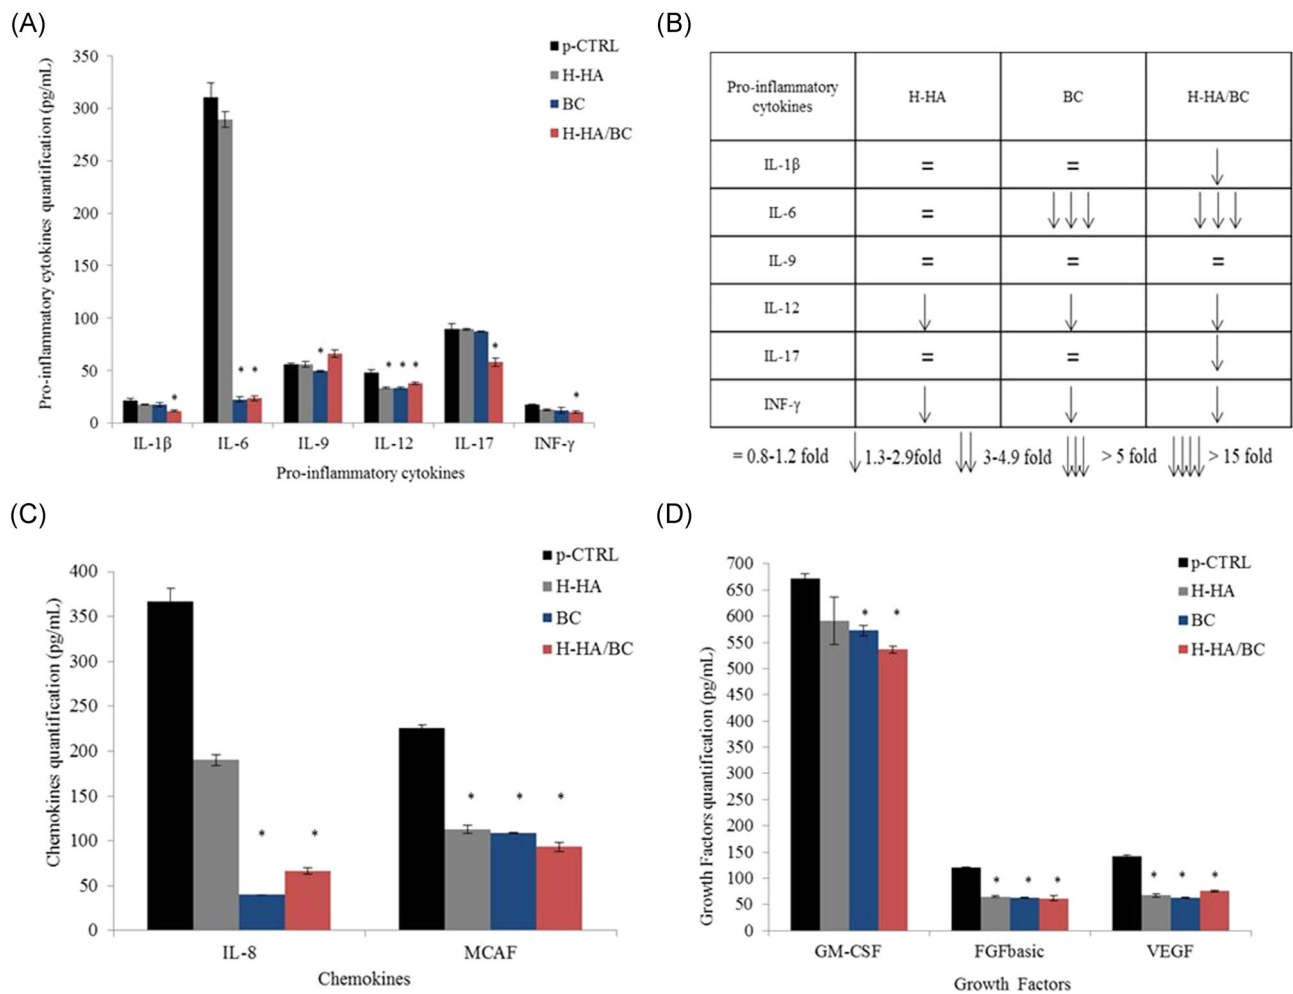 (A)
Pro-inflammatory cytokines quantification (pg/mL)
350
300
250
200
150
100
50
0
p-CTRL
H-HA
BC
H-HA/BC
* * * * * * * * *
IL-1β IL-6 IL-9 IL-12 IL-17 INF-γ
Pro-inflammatory cytokines
(B)
Pro-inflammatory
cytokines
H-HA BC H-HA/BC
IL-1β = = ↓
IL-6 = ↓↓↓ ↓↓↓
IL-9 = = =
IL-12 ↓ ↓ ↓
IL-17 = = ↓
INF-γ ↓ ↓ ↓
= 0.8-1.2 fold ↓ 1.3-2.9fold ↓↓ 3-4.9 fold ↓↓↓ > 5 fold ↓↓↓↓ > 15 fold
(C)
Chemokines quantification (pg/mL)
400
350
300
250
200
150
100
50
0
p-CTRL
H-HA
BC
H-HA/BC
* * * * *
IL-8 MCAF
Chemokines
(D)
Growth Factors quantification (pg/mL)
700
650
600
550
500
450
400
350
300
250
200
150
100
50
0
p-CTRL
H-HA
BC
H-HA/BC
* * * * * * * *
GM-CSF FGFbasic VEGF
Growth Factors